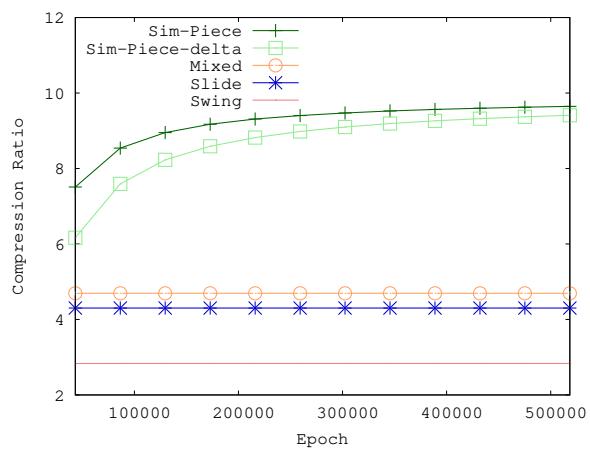 12
10
8
6
4
2
Compression Ratio
Sim-Piece
Sim-Piece-delta
Mixed
Slide
Swing
100000 200000 300000 400000 500000
Epoch